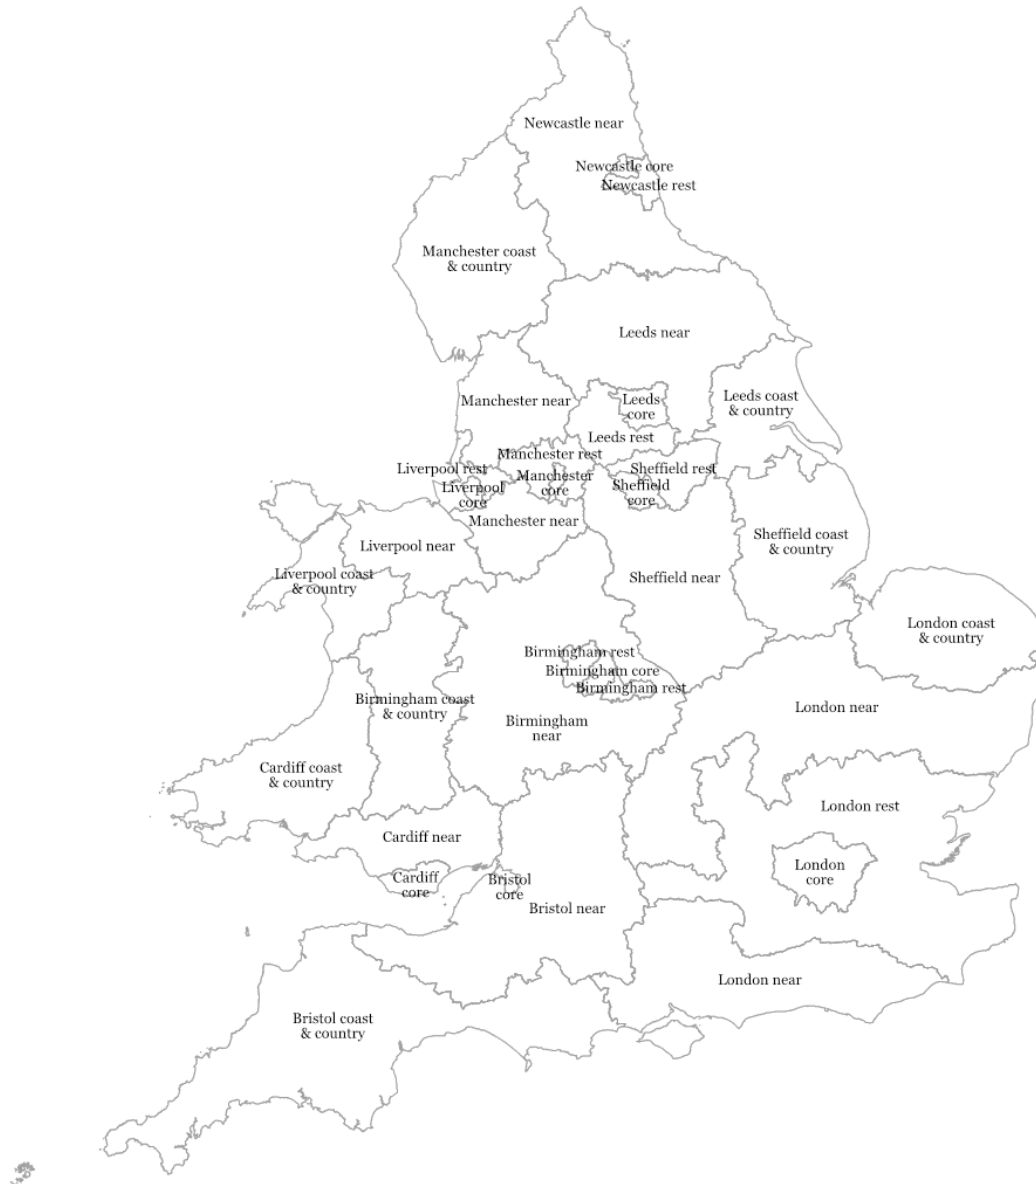 Newcastle near
Newcastle core
Newcastle rest
Manchester coast
& country
Leeds near
Manchester near
Leeds
core
Leeds coast
& country
Leeds rest
Manchester rest
Liverpool rest
Sheffield rest
Manchester
core
Liverpool
core
Sheffield
core
Manchester near
Sheffield coast
& country
Liverpool near
Liverpool coast
& country
Sheffield near
London coast
& country
Birmingham rest
Birmingham core
Birmingham rest
Birmingham coast
& country
London near
Birmingham
near
Cardiff coast
& country
London rest
Cardiff near
London
core
Cardiff
core
Bristol
core
Bristol near
London near
Bristol coast
& country